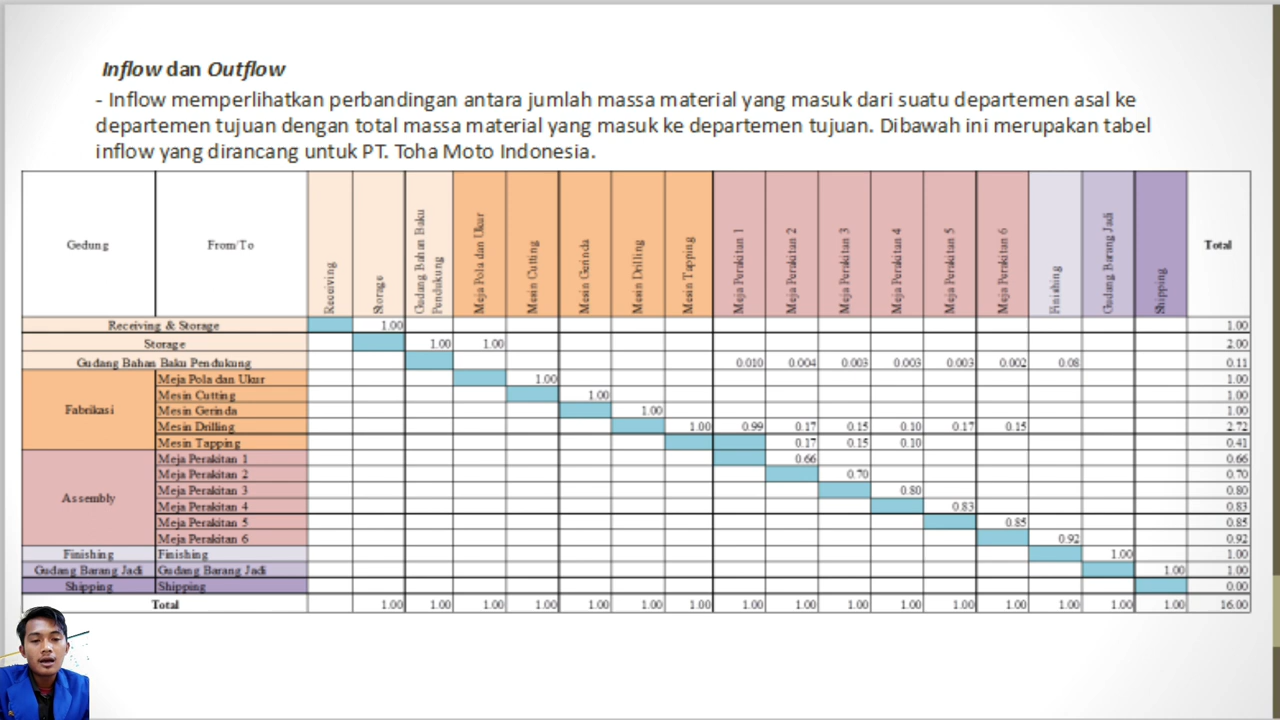 Inflow dan Outflow
- Inflow memperlihatkan perbandingan antara jumlah massa material yang masuk dari suatu departemen asal ke
departemen tujuan dengan total massa material yang masuk ke departemen tujuan. Dibawah ini merupakan tabel
inflow yang dirancang untuk PT. Toha Moto Indonesia.
Gedung From/To Receiving Storage Gudang Bahan Baku Pendukung Meja Pola dan Ukur Mesin Cutting Mesin Gerinda Mesin Drilling Mesin Tapping Meja Perakitan 1 Meja Perakitan 2 Meja Perakitan 3 Meja Perakitan 4 Meja Perakitan 5 Meja Perakitan 6 Finishing Gudang Barang Jadi Shipping Total
Receiving & Storage 1.00 1.00
Storage 1.00 1.00 2.00
Gudang Bahan Baku Pendukung 0.010 0.004 0.003 0.003 0.003 0.002 0.08 0.11
Fabrikasi
Meja Pola dan Ukur 1.00 1.00
Mesin Cutting 1.00 1.00
Mesin Gerinda 1.00 1.00
Mesin Drilling 1.00 0.99 0.17 0.15 0.10 0.17 0.15 2.72
Mesin Tapping 0.17 0.15 0.10 0.41
Assembly
Meja Perakitan 1 0.66 0.66
Meja Perakitan 2 0.70 0.70
Meja Perakitan 3 0.80 0.80
Meja Perakitan 4 0.83 0.83
Meja Perakitan 5 0.85 0.85
Meja Perakitan 6 0.92 0.92
Finishing Finishing 1.00 1.00
Gudang Barang Jadi Gudang Barang Jadi 1.00 1.00
Shipping Shipping 0.00
Total 1.00 1.00 1.00 1.00 1.00 1.00 1.00 1.00 1.00 1.00 1.00 1.00 1.00 1.00 1.00 1.00 16.00